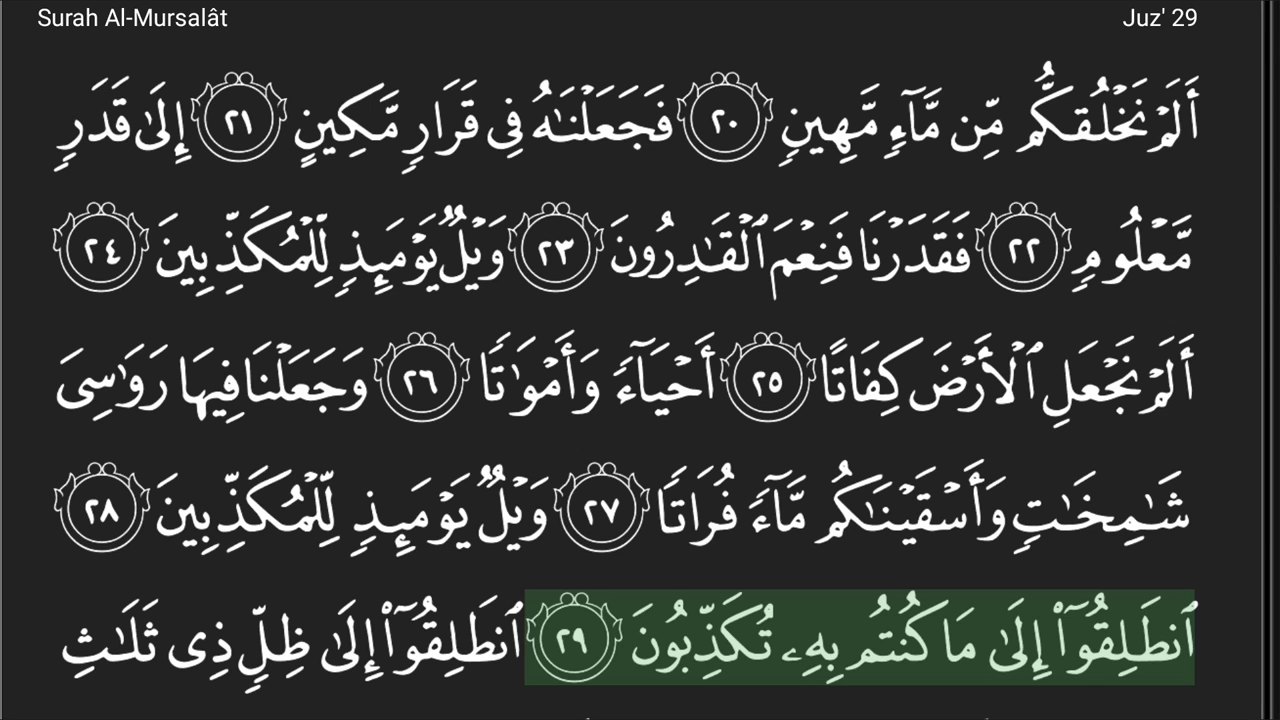 Surah Al-Mursalât Juz' 29
أَلَمْ نَخْلُقكُّم مِّن مَّآءٍ مَّهِينٍ ٢٠ فَجَعَلْنَـٰهُ فِى قَرَارٍ مَّكِينٍ ٢١ إِلَىٰ قَدَرٍ
مَّعْلُومٍ ٢٢ فَقَدَرْنَا فَنِعْمَ ٱلْقَـٰدِرُونَ ٢٣ وَيْلٌ يَوْمَئِذٍ لِّلْمُكَذِّبِينَ ٢٤
أَلَمْ نَجْعَلِ ٱلْأَرْضَ كِفَاتًا ٢٥ أَحْيَآءً وَأَمْوَٰتًا ٢٦ وَجَعَلْنَا فِيهَا رَوَٰسِىَ
شَـٰمِخَـٰتٍ وَأَسْقَيْنَـٰكُم مَّآءً فُرَاتًا ٢٧ وَيْلٌ يَوْمَئِذٍ لِّلْمُكَذِّبِينَ ٢٨
ٱنطَلِقُوٓا۟ إِلَىٰ مَا كُنتُم بِهِۦ تُكَذِّبُونَ ٢٩ ٱنطَلِقُوٓا۟ إِلَىٰ ظِلٍّ ذِى ثَلَـٰثِ